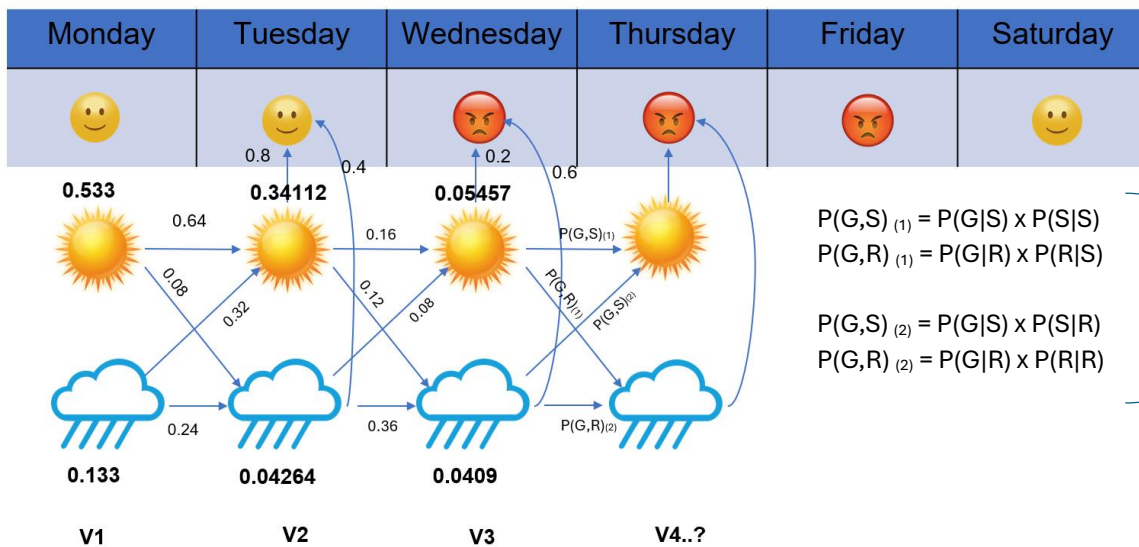 Monday Tuesday Wednesday Thursday Friday Saturday
0.8 0.4 0.2 0.6
0.533 0.34112 0.05457
0.64 0.16 P(G,S)(1)
0.08 0.32 0.12 0.08 P(G,R)(1) P(G,S)(2)
0.24 0.36 P(G,R)(2)
0.133 0.04264 0.0409
V1 V2 V3 V4..?
P(G,S) (1) = P(G|S) x P(S|S)
P(G,R) (1) = P(G|R) x P(R|S)
P(G,S) (2) = P(G|S) x P(S|R)
P(G,R) (2) = P(G|R) x P(R|R)